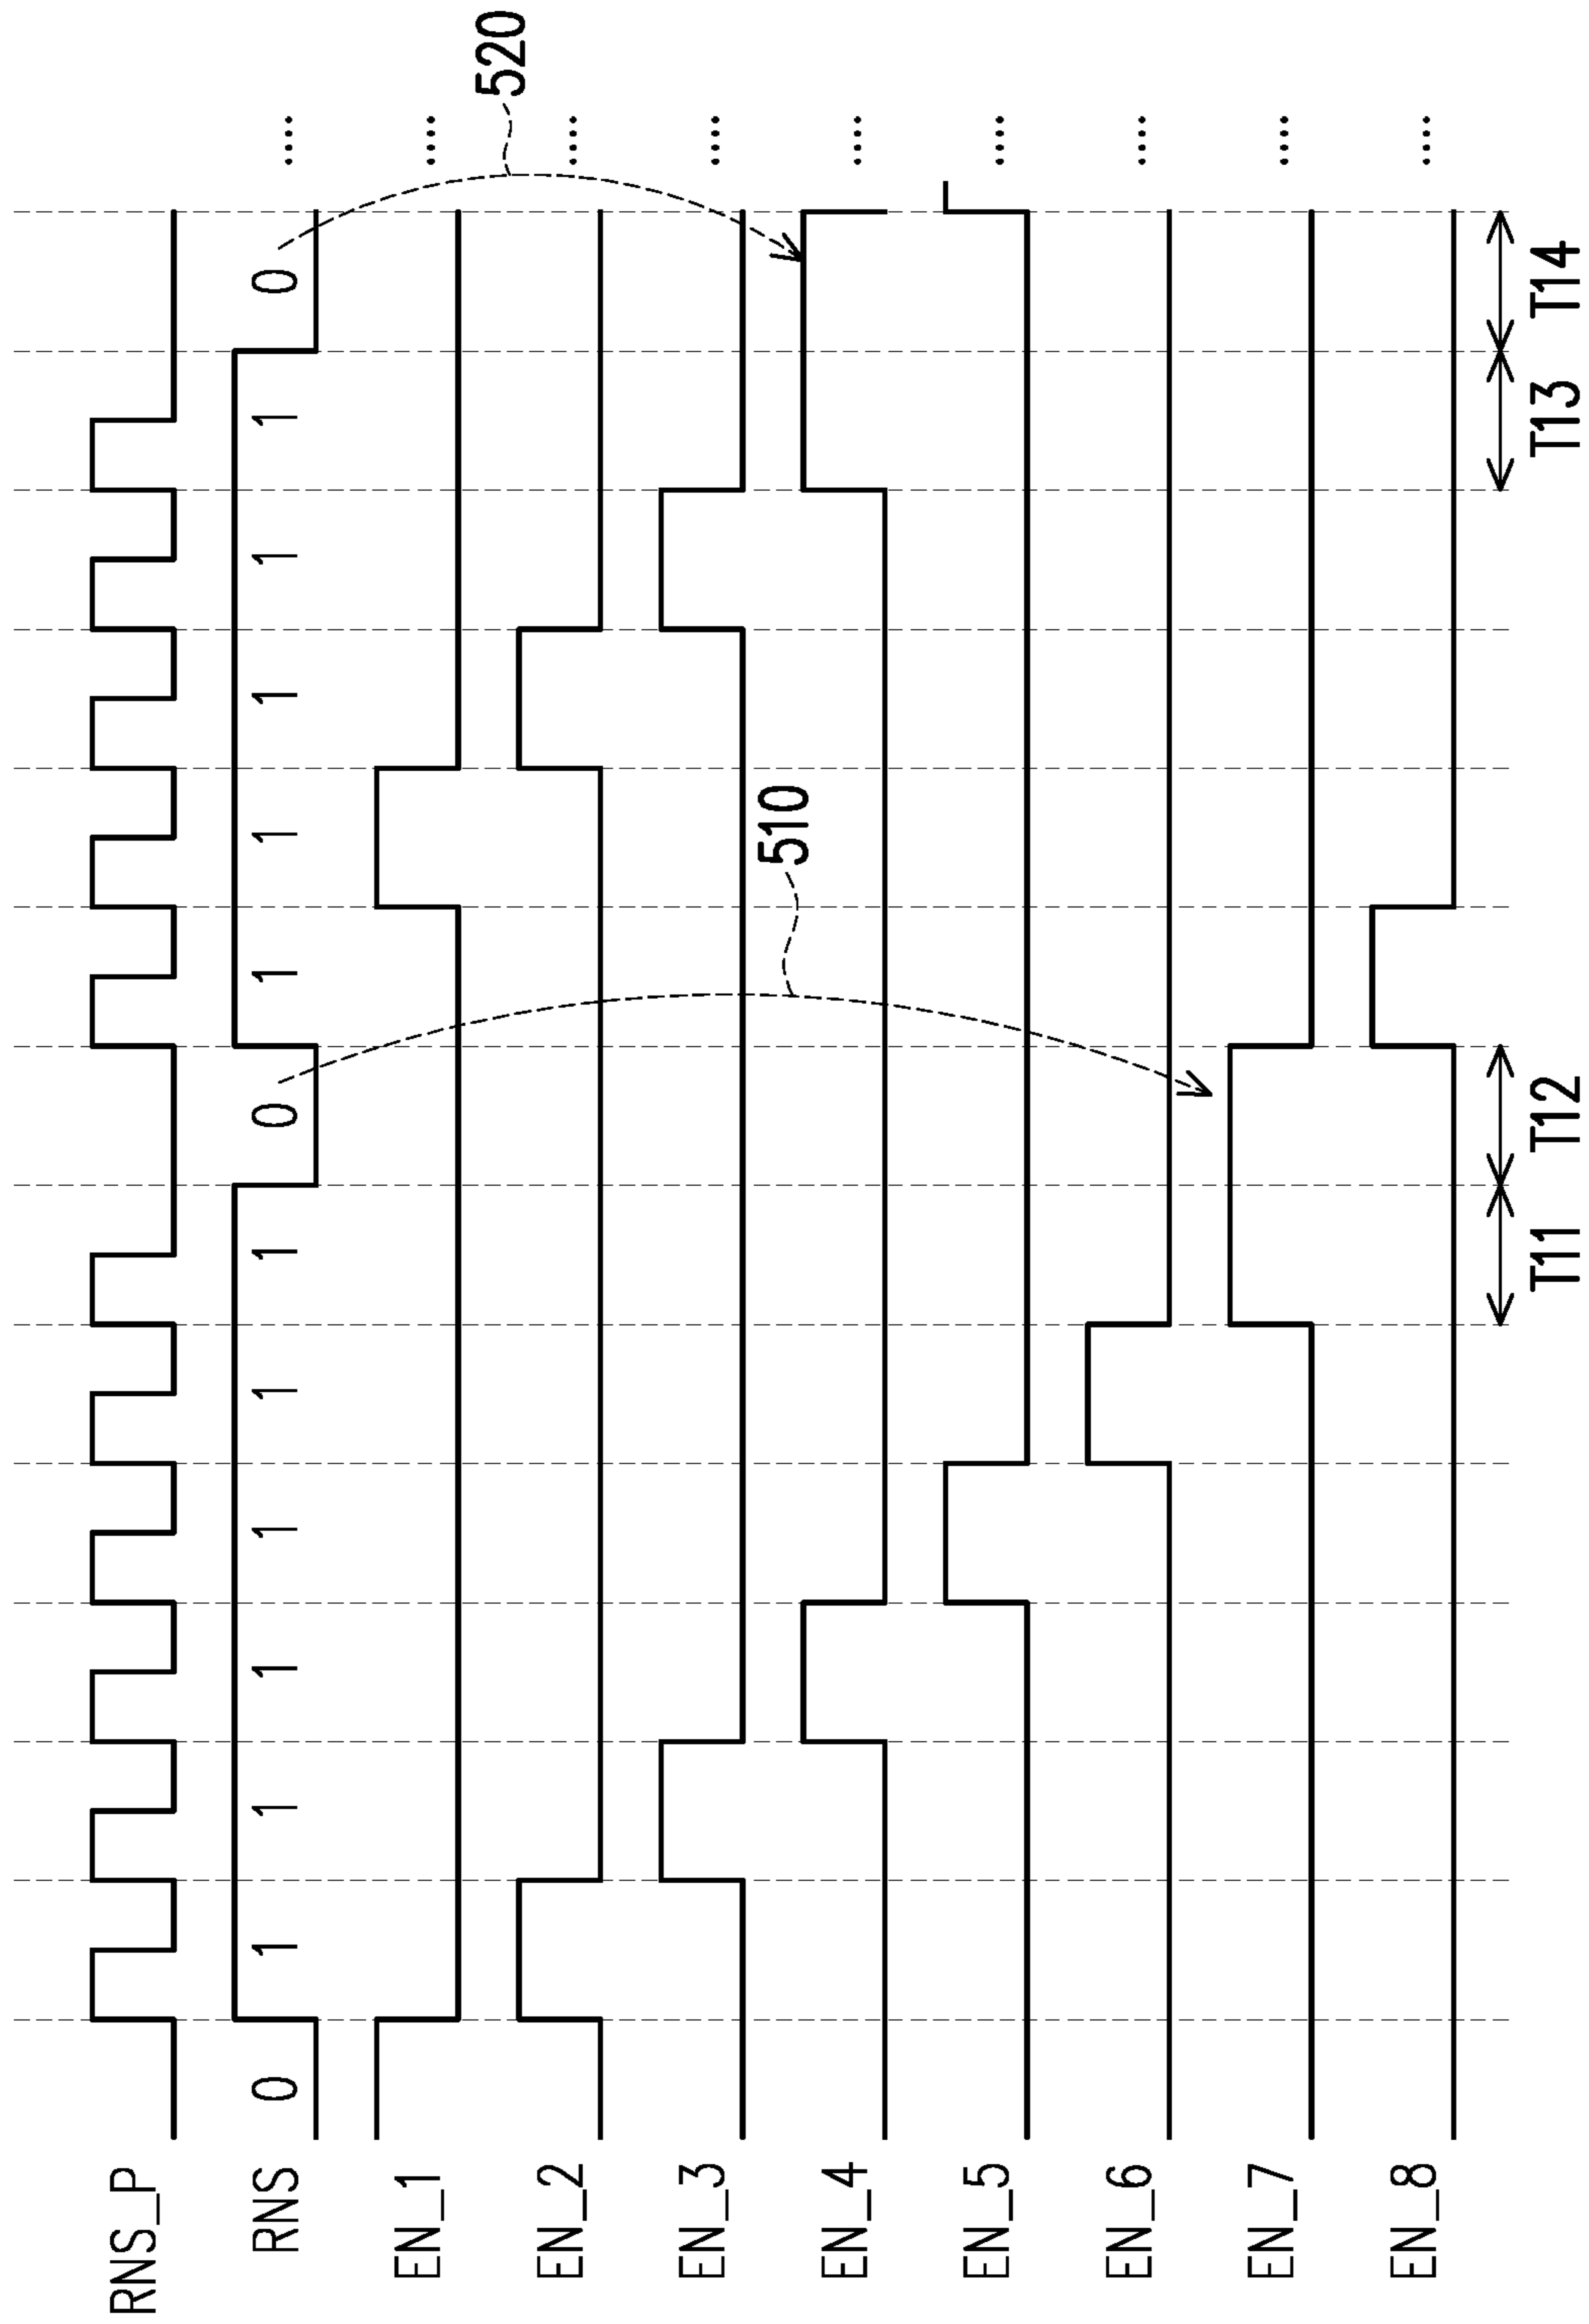 RNS_P
RNS 0 1 1 1 1 1 1 0 1 1 1 1 1 0 ....
EN_1 ....
520
EN_2 ....
EN_3 ....
510
EN_4 ....
EN_5 ....
EN_6 ....
EN_7 ....
EN_8 ....
T11 T12 T13 T14